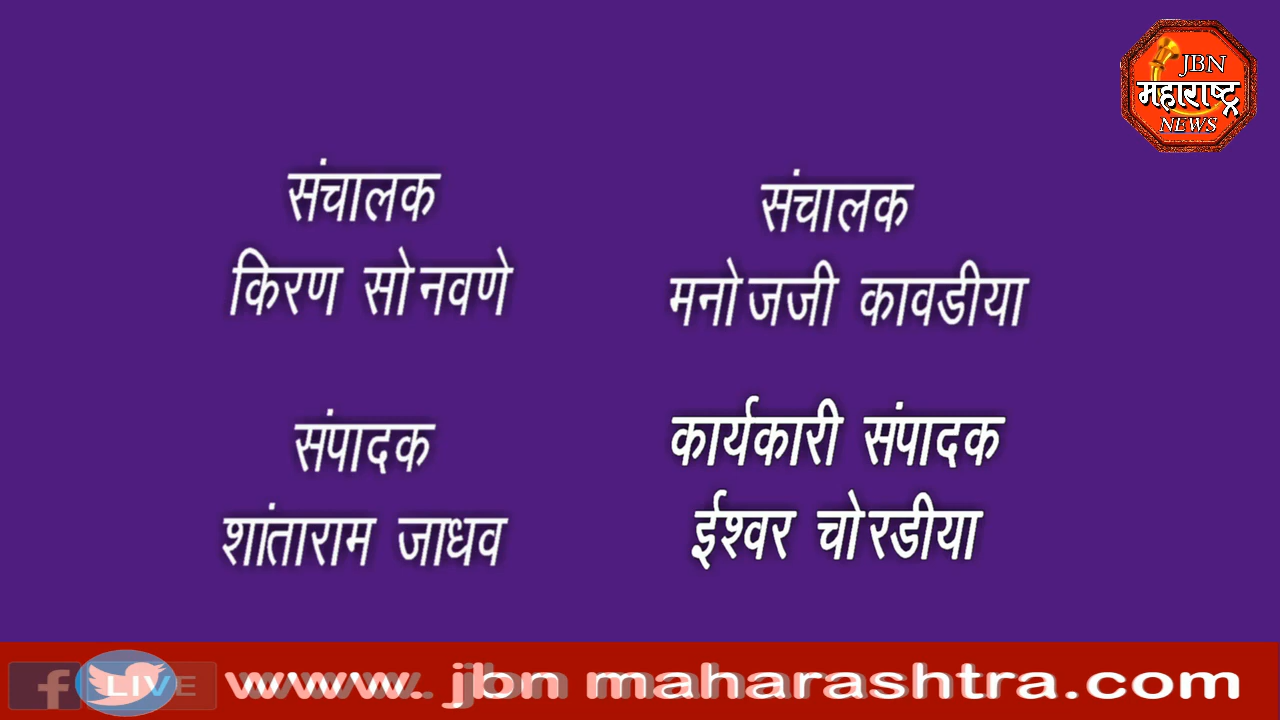 JBN
महाराष्ट्र
NEWS
संचालक
किरण सोनवणे
संचालक
मनोजजी कावडीया
संपादक
शांताराम जाधव
कार्यकारी संपादक
ईश्वर चोरडीया
f LIVE www.jbn maharashtra.com